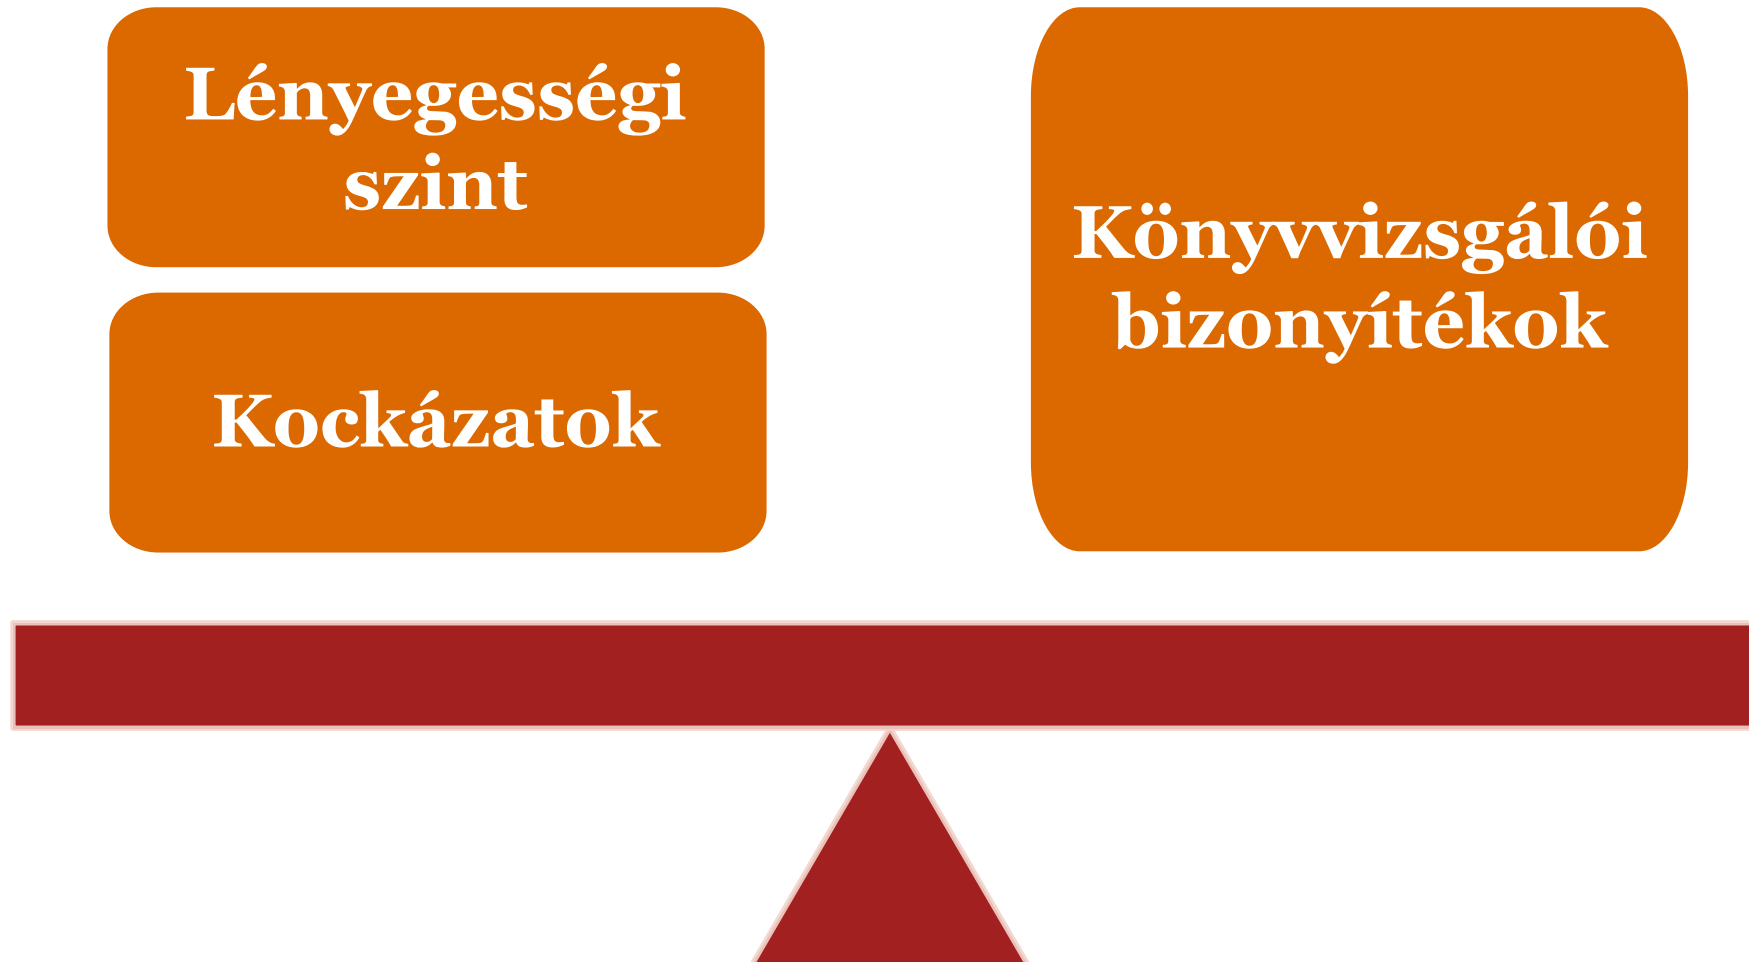 Lényegességi
szint
Kockázatok
Könyvvizsgálói
bizonyítékok